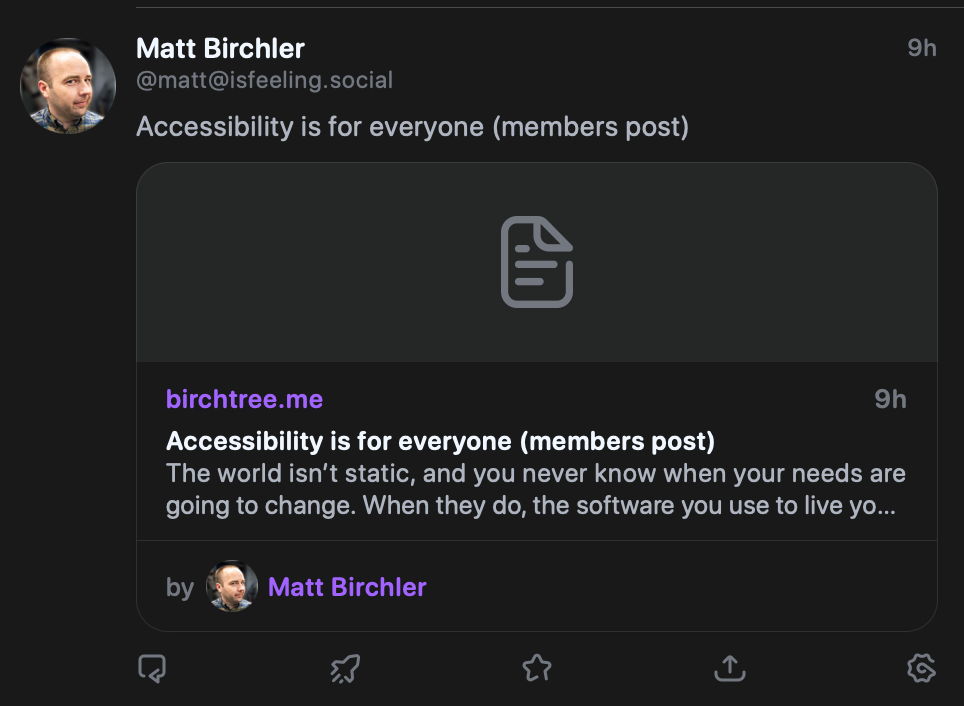 Matt Birchler
9h
@matt@isfeeling.social
Accessibility is for everyone (members post)
birchtree.me
9h
Accessibility is for everyone (members post)
The world isn’t static, and you never know when your needs are
going to change. When they do, the software you use to live yo...
by Matt Birchler